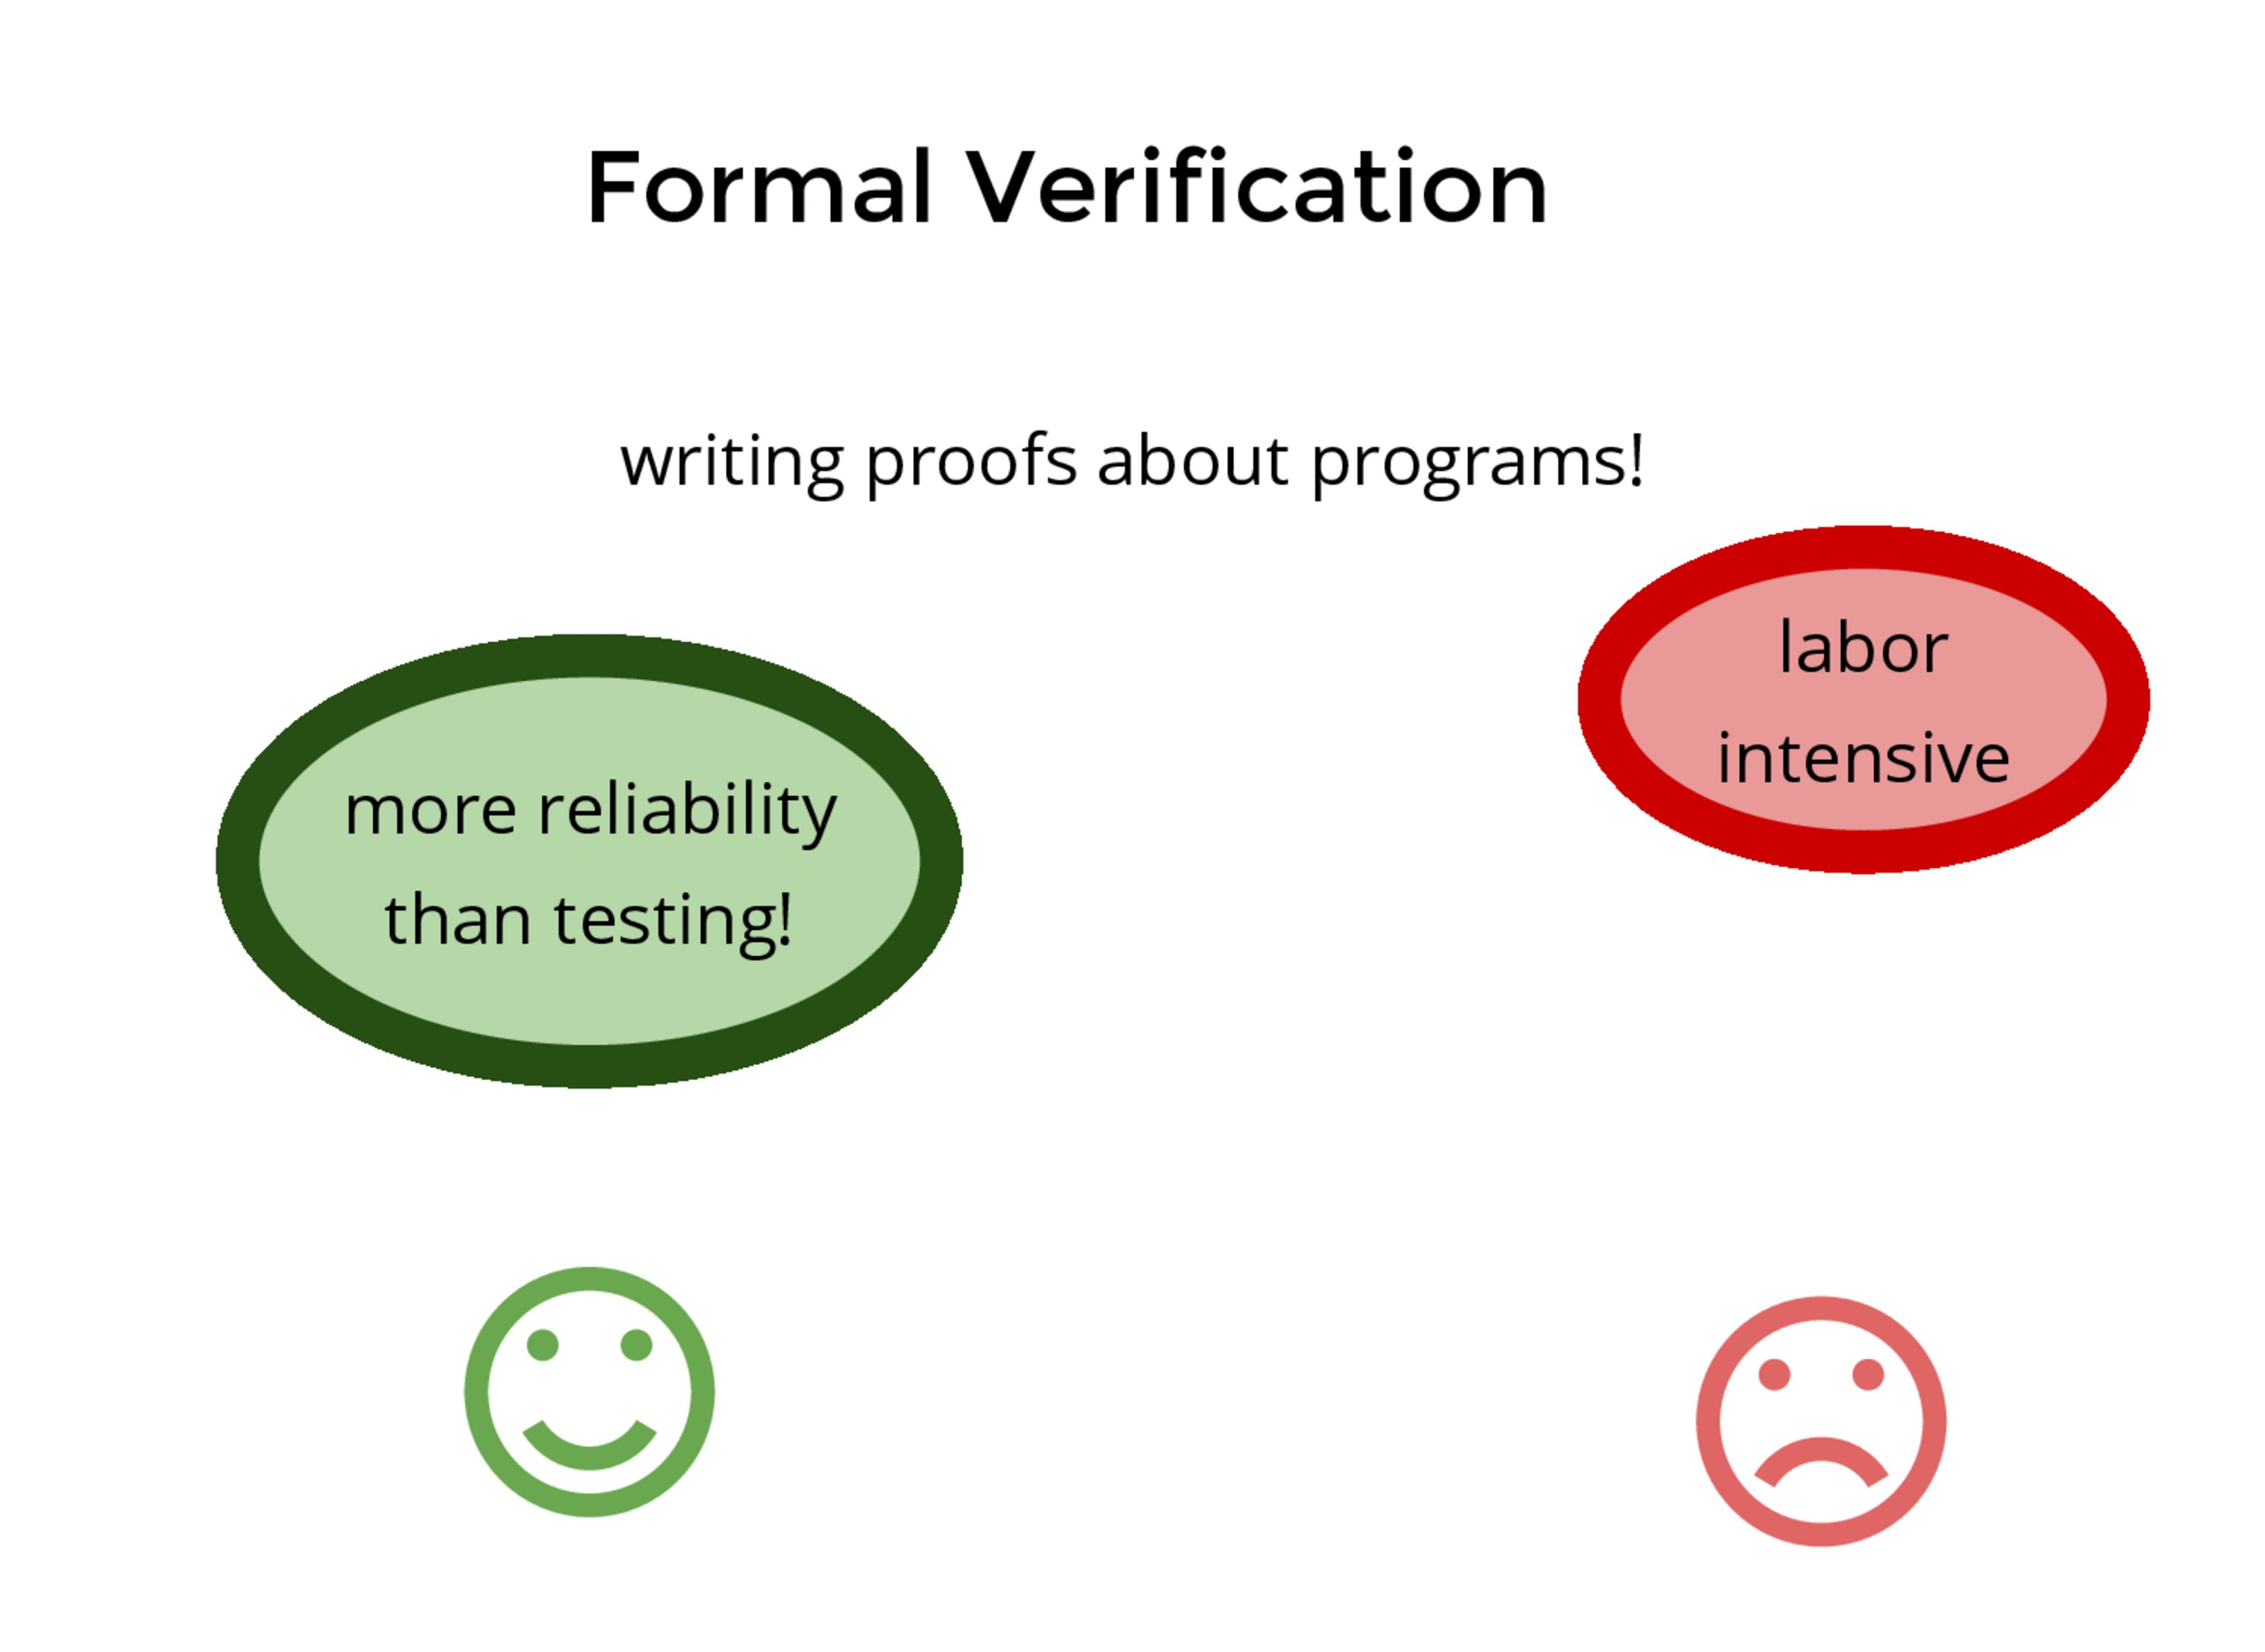 Formal Verification
writing proofs about programs!
more reliability
than testing!
labor
intensive